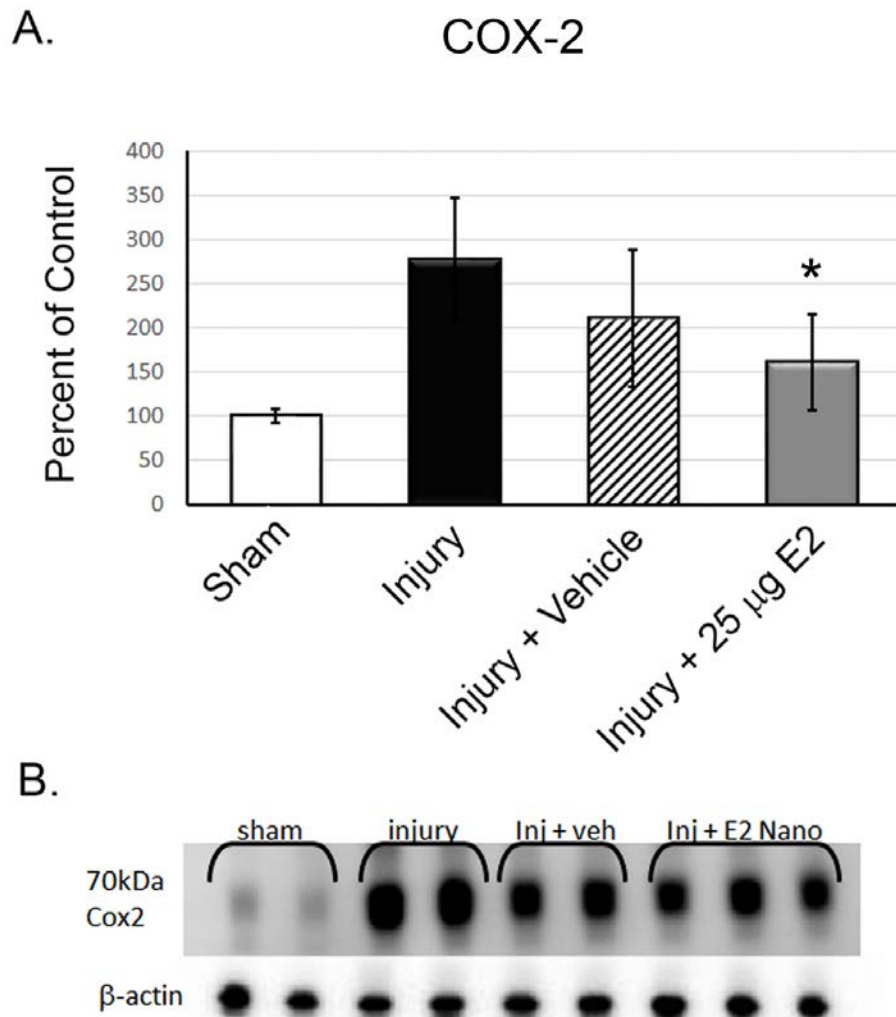 A.
COX-2
Percent of Control
400
350
300
250
200
150
100
50
0
Sham
Injury
Injury + Vehicle
Injury + 25 µg E2
*
B.
sham
injury
Inj + veh
Inj + E2 Nano
70kDa
Cox2
β-actin